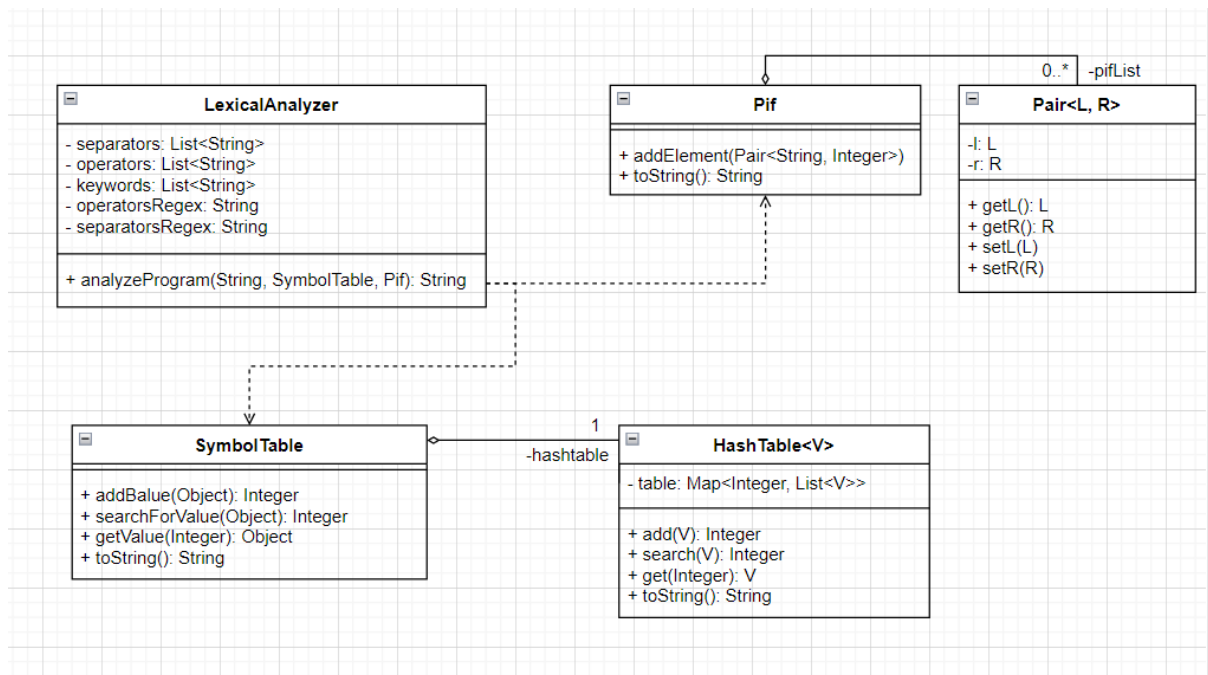 LexicalAnalyzer
- separators: List<String>
- operators: List<String>
- keywords: List<String>
- operatorsRegex: String
- separatorsRegex: String
+ analyzeProgram(String, SymbolTable, Pif): String
Pif
+ addElement(Pair<String, Integer>)
+ toString(): String
0..*
-pifList
Pair<L, R>
-l: L
-r: R
+ getL(): L
+ getR(): R
+ setL(L)
+ setR(R)
SymbolTable
+ addBalue(Object): Integer
+ searchForValue(Object): Integer
+ getValue(Integer): Object
+ toString(): String
1
-hashtable
HashTable<V>
- table: Map<Integer, List<V>>
+ add(V): Integer
+ search(V): Integer
+ get(Integer): V
+ toString(): String